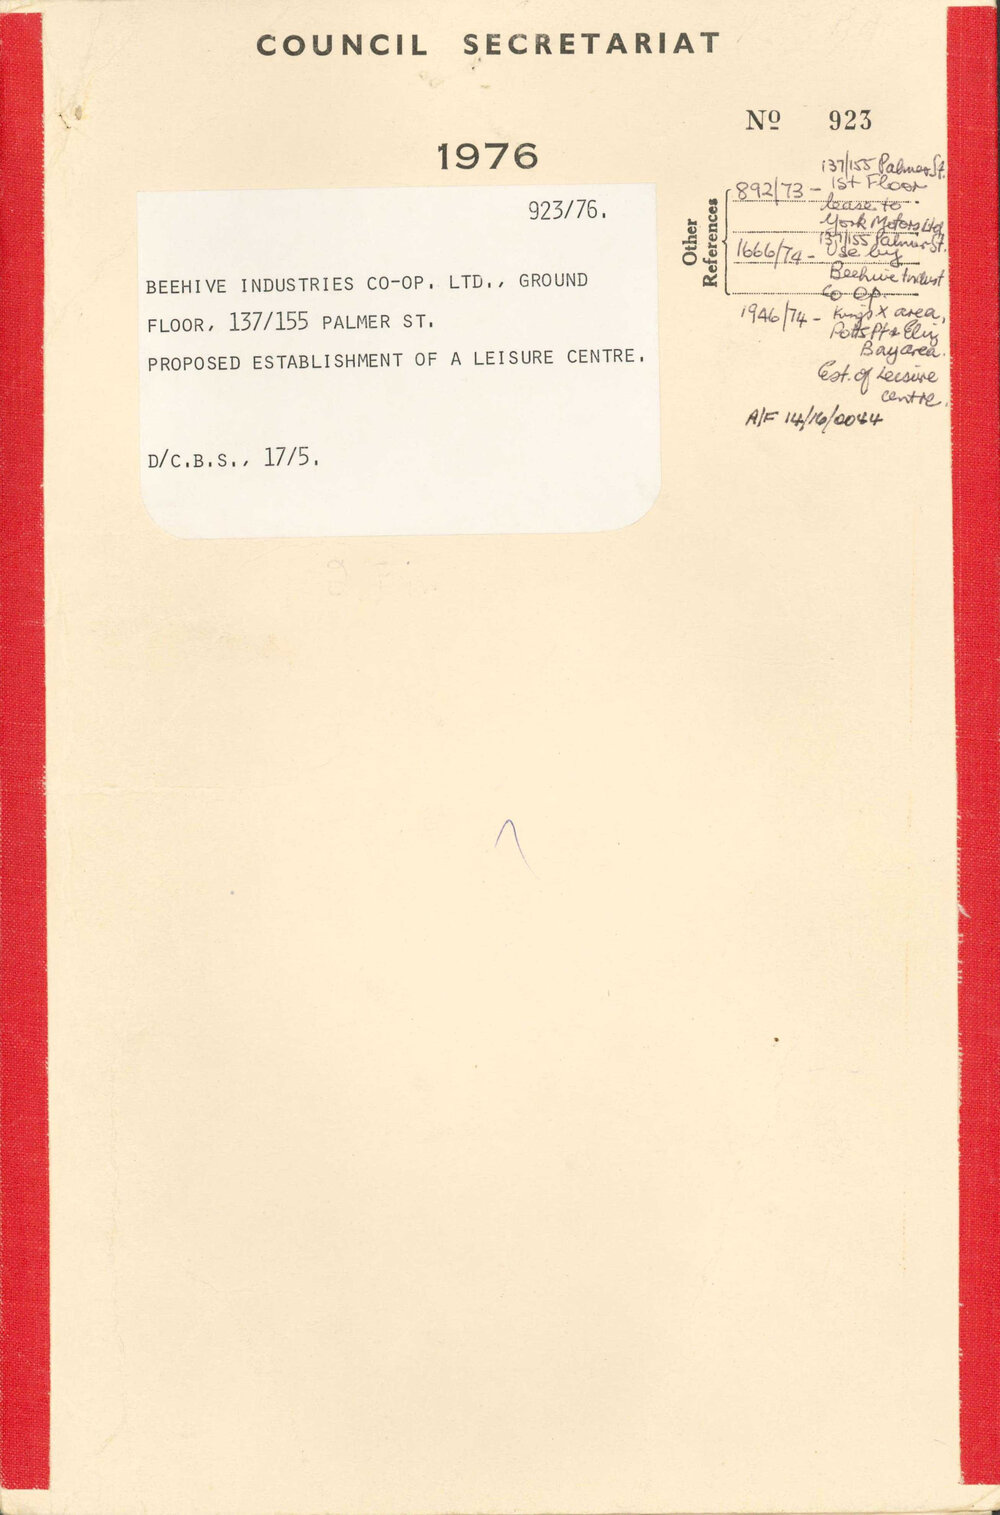 COUNCIL SECRETARIAT
Nº 923
1976
923/76.
BEEHIVE INDUSTRIES CO-OP. LTD., GROUND
FLOOR, 137/155 PALMER ST.
PROPOSED ESTABLISHMENT OF A LEISURE CENTRE.
D/C.B.S., 17/5.
Other
References
137/155 Palmer St.
892/73 - 1st Floor
lease to
York Motors Ltd
137/155 Palmer St.
1666/74 - Use by
Beehive Indust
Co Op.
1946/74 - Kings X area,
Potts Pt & Eliz
Bay area.
Est. of Leisure
centre.
A/F 14/16/0044